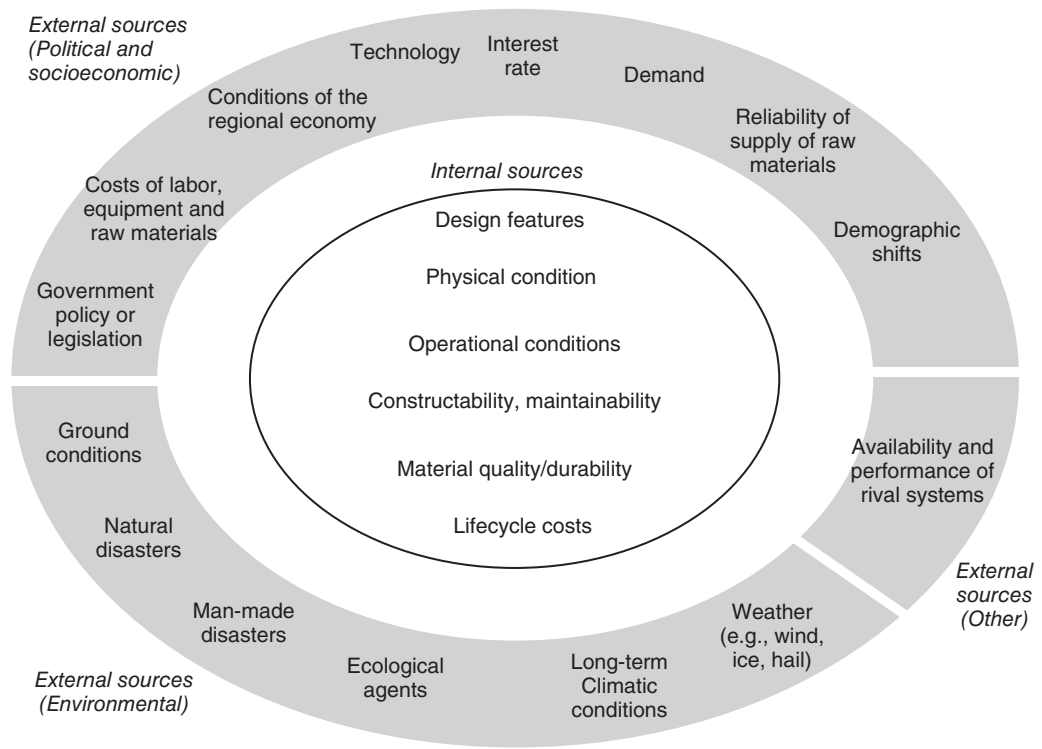 External sources
(Political and
socioeconomic)
Technology
Interest
rate
Demand
Conditions of the
regional economy
Reliability of
supply of raw
materials
Costs of labor,
equipment and
raw materials
Demographic
shifts
Government
policy or
legislation
Internal sources
Design features
Physical condition
Operational conditions
Constructability, maintainability
Material quality/durability
Lifecycle costs
Ground
conditions
Availability and
performance of
rival systems
Natural
disasters
External
sources
(Other)
Man-made
disasters
Weather
(e.g., wind,
ice, hail)
Ecological
agents
Long-term
Climatic
conditions
External sources
(Environmental)